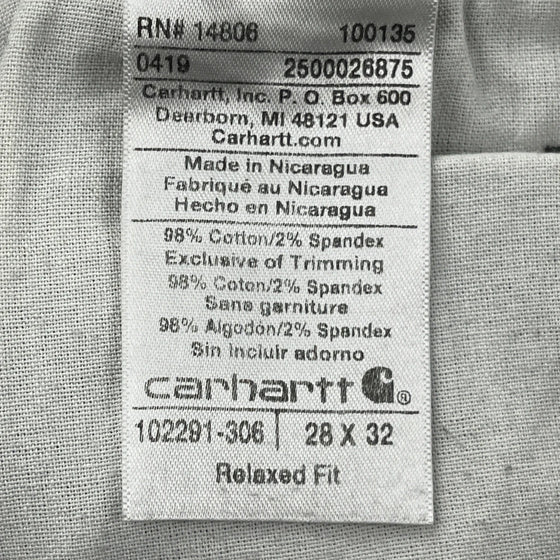 RN# 14806 100135
0419 2500026875
Carhartt, Inc. P. O. Box 600
Dearborn, MI 48121 USA
Carhartt.com
Made in Nicaragua
Fabriqué au Nicaragua
Hecho en Nicaragua
98% Cotton/2% Spandex
Exclusive of Trimming
98% Coton/2% Spandex
Sans garniture
98% Algodón/2% Spandex
Sin incluir adorno
carhartt ®
102291-306 | 28 X 32
Relaxed Fit